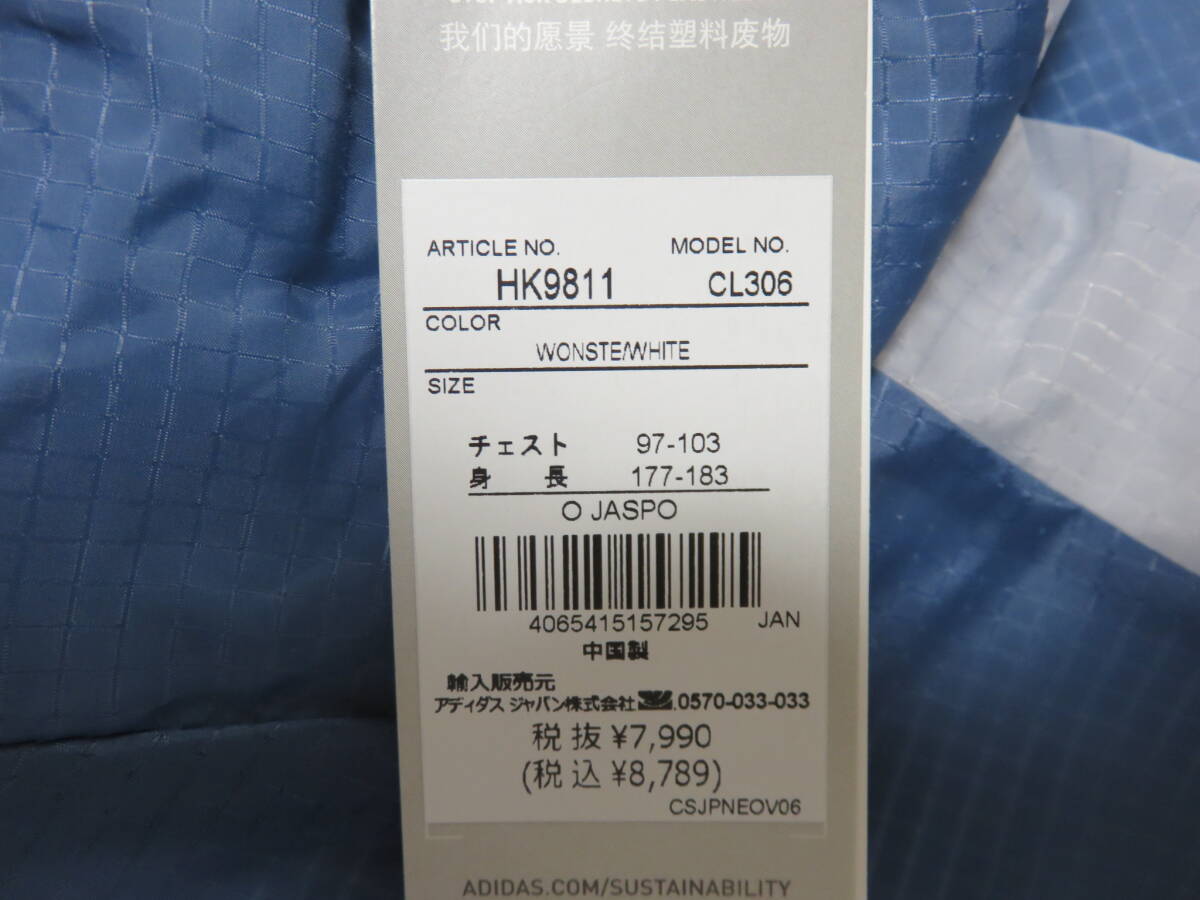 我们的愿景 终结塑料废物
ARTICLE NO. MODEL NO.
HK9811 CL306
COLOR
WONSTE/WHITE
SIZE
チェスト 97-103
身 長 177-183
O JASPO
4065415157295 JAN
中国製
輸入販売元
アディダス ジャパン株式会社 0570-033-033
税 抜 ¥7,990
(税 込 ¥8,789)
CSJPNEOV06
ADIDAS.COM/SUSTAINABILITY